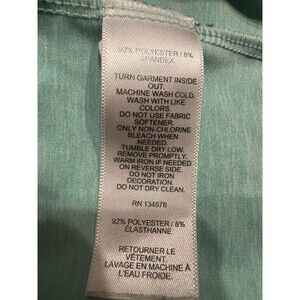 92% POLYESTER / 8%
SPANDEX
TURN GARMENT INSIDE
OUT.
MACHINE WASH COLD.
WASH WITH LIKE
COLORS.
DO NOT USE FABRIC
SOFTENER.
ONLY NON-CHLORINE
BLEACH WHEN
NEEDED.
TUMBLE DRY LOW.
REMOVE PROMPTLY.
WARM IRON IF NEEDED
ON REVERSE SIDE.
DO NOT IRON
DECORATION.
DO NOT DRY CLEAN.
RN 134578
92% POLYESTER / 8%
ÉLASTHANNE
RETOURNER LE
VÊTEMENT.
LAVAGE EN MACHINE À
L'EAU FROIDE.